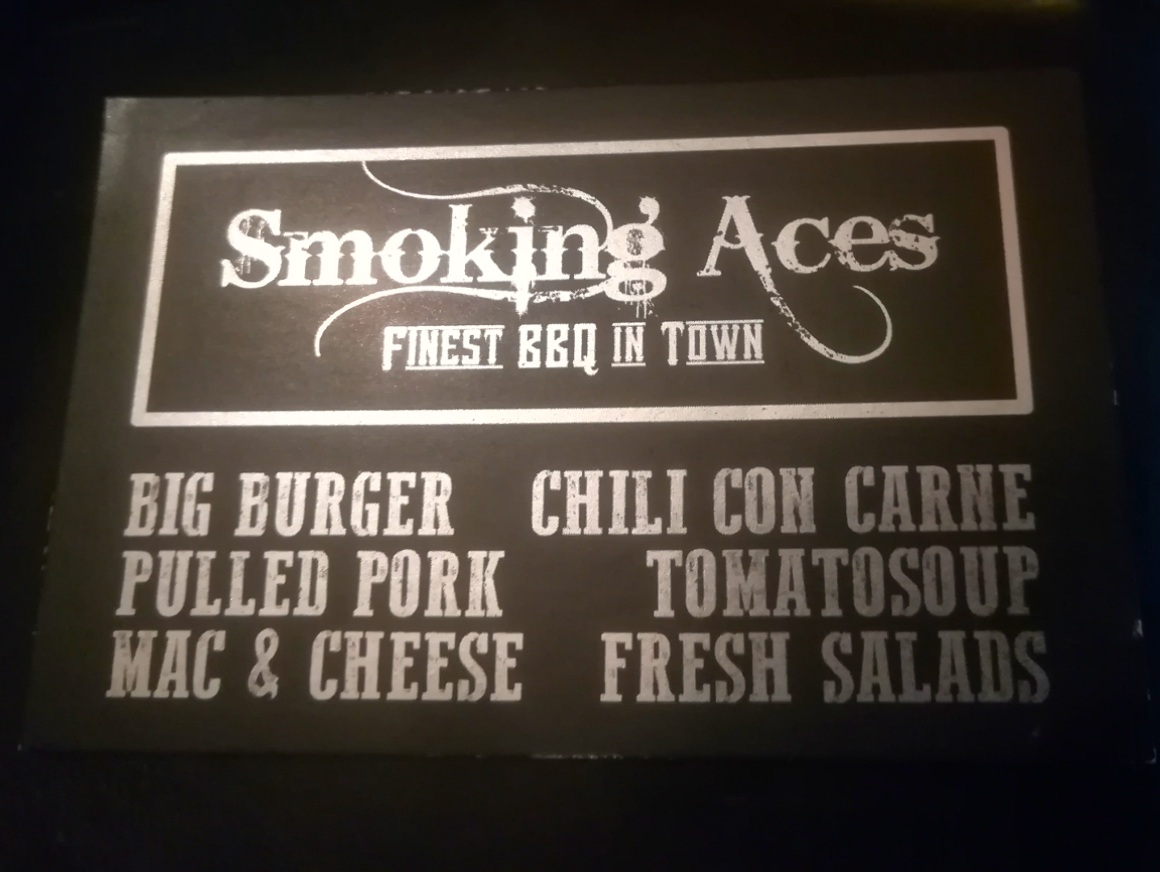 Smoking Aces
FINEST BBQ IN TOWN
BIG BURGER CHILI CON CARNE
PULLED PORK TOMATOSOUP
MAC & CHEESE FRESH SALADS